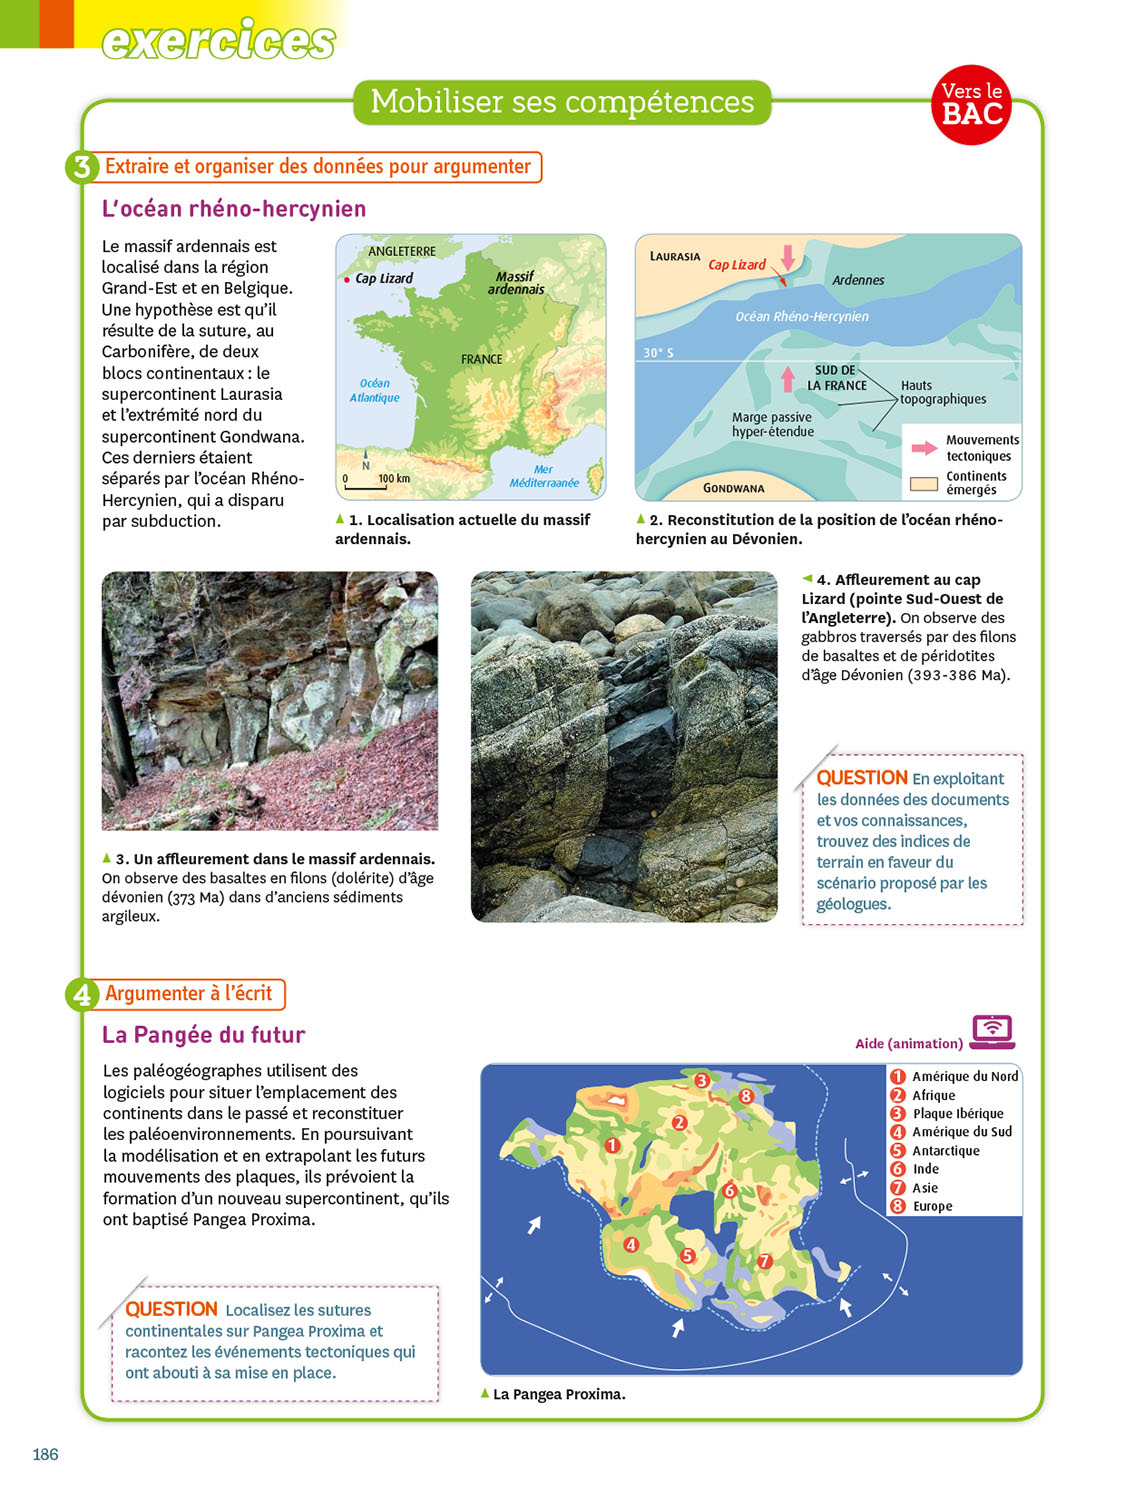 exercices
Mobiliser ses compétences
Vers le
BAC
3 Extraire et organiser des données pour argumenter
L'océan rhéno-hercynien
Le massif ardennais est
localisé dans la région
Grand-Est et en Belgique.
Une hypothèse est qu'il
résulte de la suture, au
Carbonifère, de deux
blocs continentaux : le
supercontinent Laurasia
et l'extrémité nord du
supercontinent Gondwana.
Ces derniers étaient
séparés par l'océan Rhéno-
Hercynien, qui a disparu
par subduction.
ANGLETERRE
Cap Lizard
Massif
ardennais
FRANCE
Océan
Atlantique
N
0 100 km
Mer
Méditerraanée
1. Localisation actuelle du massif
ardennais.
LAURASIA
Cap Lizard
Ardennes
Océan Rhéno-Hercynien
30° S
SUD DE
LA FRANCE
Hauts
topographiques
Marge passive
hyper-étendue
GONDWANA
Mouvements
tectoniques
Continents
émergés
2. Reconstitution de la position de l'océan rhéno-
hercynien au Dévonien.
3. Un affleurement dans le massif ardennais.
On observe des basaltes en filons (dolérite) d'âge
dévonien (373 Ma) dans d'anciens sédiments
argileux.
4. Affleurement au cap
Lizard (pointe Sud-Ouest de
l'Angleterre). On observe des
gabbros traversés par des filons
de basaltes et de péridotites
d'âge Dévonien (393-386 Ma).
QUESTION En exploitant
les données des documents
et vos connaissances,
trouvez des indices de
terrain en faveur du
scénario proposé par les
géologues.
4 Argumenter à l'écrit
La Pangée du futur
Les paléogéographes utilisent des
logiciels pour situer l'emplacement des
continents dans le passé et reconstituer
les paléoenvironnements. En poursuivant
la modélisation et en extrapolant les futurs
mouvements des plaques, ils prévoient la
formation d'un nouveau supercontinent, qu'ils
ont baptisé Pangea Proxima.
QUESTION Localisez les sutures
continentales sur Pangea Proxima et
racontez les événements tectoniques qui
ont abouti à sa mise en place.
Aide (animation)
1 Amérique du Nord
2 Afrique
3 Plaque Ibérique
4 Amérique du Sud
5 Antarctique
6 Inde
7 Asie
8 Europe
3
8
2
1
6
4
5
7
La Pangea Proxima.
186